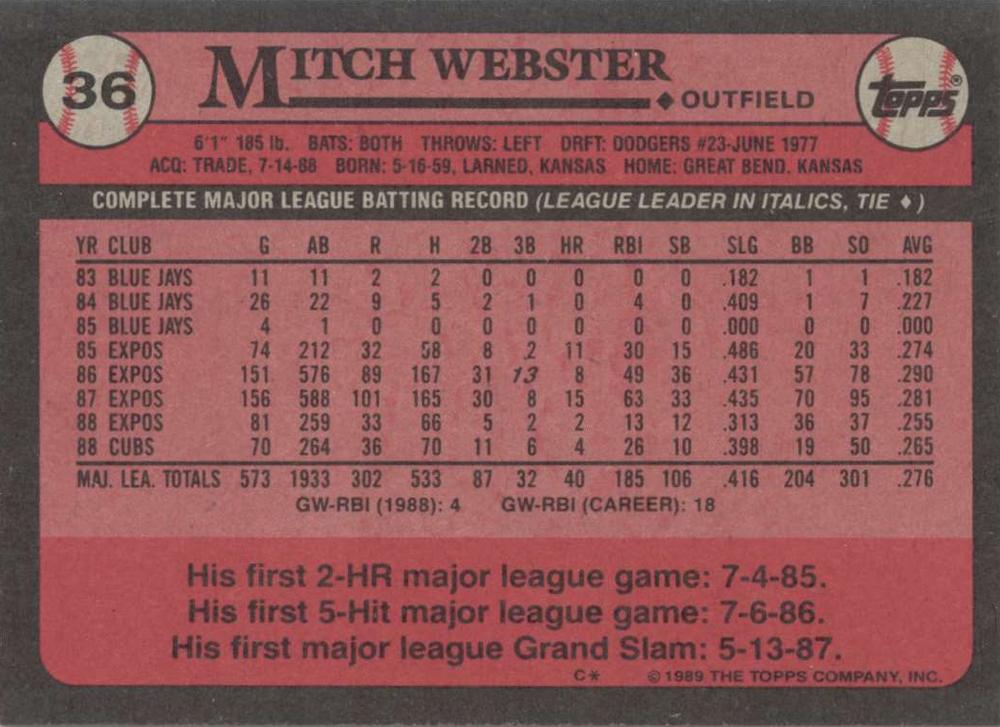 36 MITCH WEBSTER
◆ OUTFIELD
topps®
6'1" 185 lb. BATS: BOTH THROWS: LEFT DRFT: DODGERS #23-JUNE 1977
ACQ: TRADE, 7-14-88 BORN: 5-16-59, LARNED, KANSAS HOME: GREAT BEND. KANSAS
COMPLETE MAJOR LEAGUE BATTING RECORD (LEAGUE LEADER IN ITALICS, TIE ♦)
YR CLUB G AB R H 2B 3B HR RBI SB SLG BB SO AVG
83 BLUE JAYS 11 11 2 2 0 0 0 0 0 .182 1 1 .182
84 BLUE JAYS 26 22 9 5 2 1 0 4 0 .409 1 7 .227
85 BLUE JAYS 4 1 0 0 0 0 0 0 0 .000 0 0 .000
85 EXPOS 74 212 32 58 8 2 11 30 15 .486 20 33 .274
86 EXPOS 151 576 89 167 31 13 8 49 36 .431 57 78 .290
87 EXPOS 156 588 101 165 30 8 15 63 33 .435 70 95 .281
88 EXPOS 81 259 33 66 5 2 2 13 12 .313 36 37 .255
88 CUBS 70 264 36 70 11 6 4 26 10 .398 19 50 .265
MAJ. LEA. TOTALS 573 1933 302 533 87 32 40 185 106 .416 204 301 .276
GW-RBI (1988): 4 GW-RBI (CAREER): 18
His first 2-HR major league game: 7-4-85.
His first 5-Hit major league game: 7-6-86.
His first major league Grand Slam: 5-13-87.
C* © 1989 THE TOPPS COMPANY, INC.